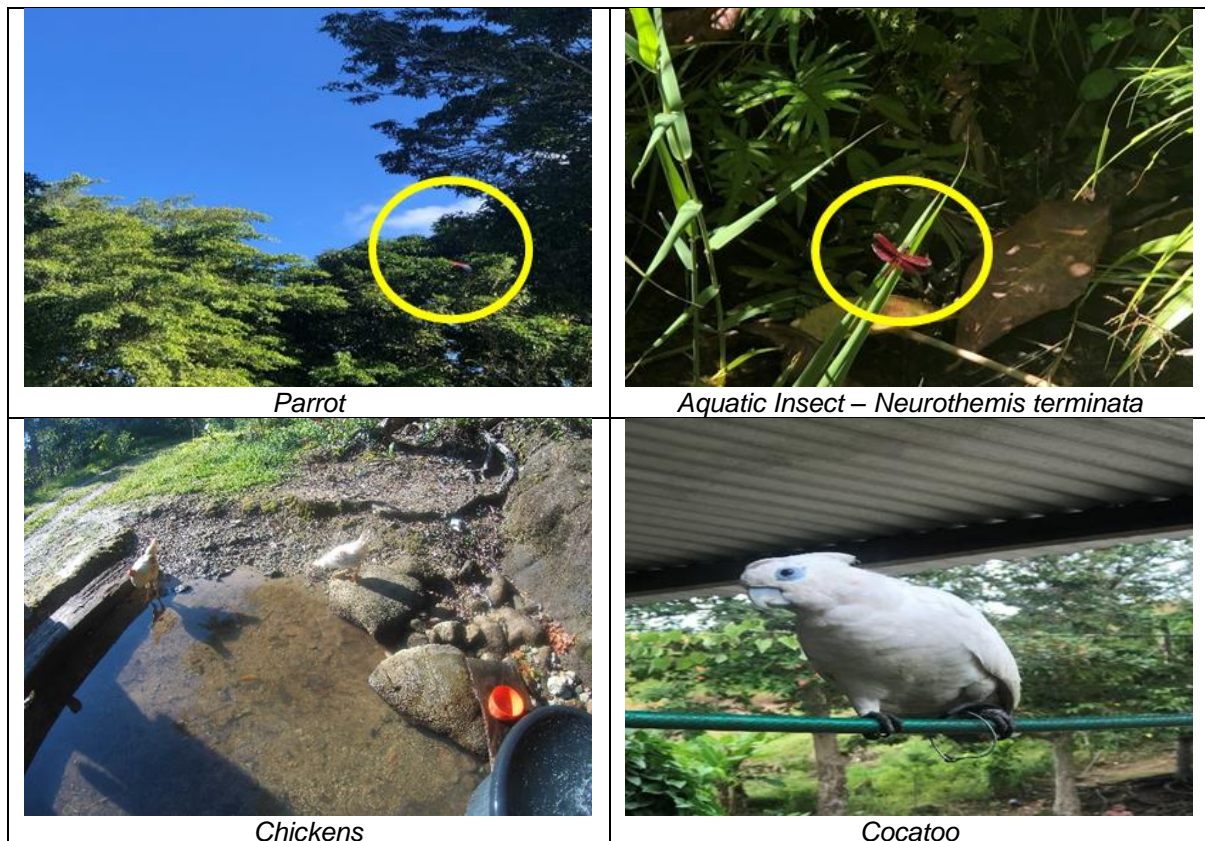 Parrot
Aquatic Insect – Neurothemis terminata
Chickens
Cocatoo